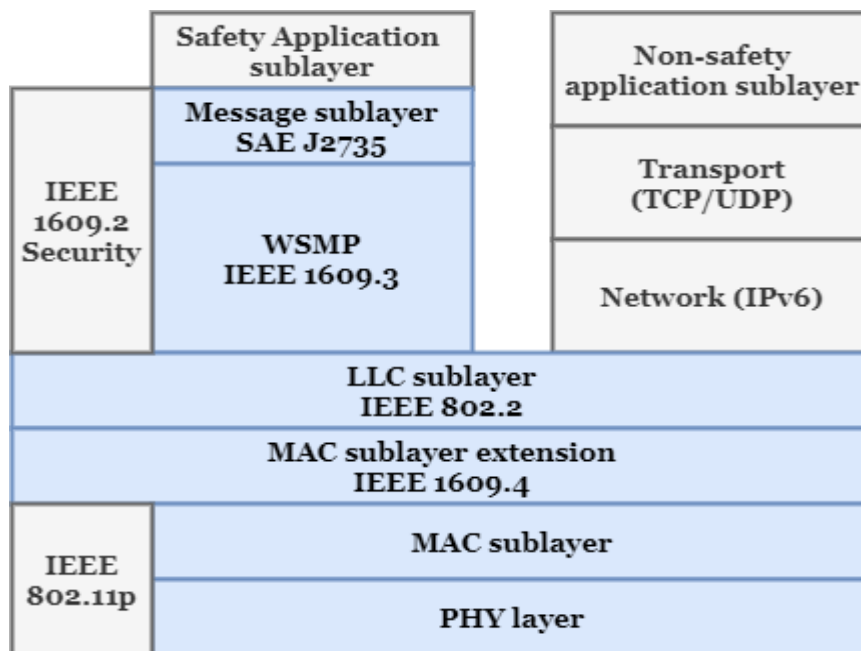 Safety Application
sublayer
Non-safety
application sublayer
Message sublayer
SAE J2735
Transport
(TCP/UDP)
IEEE
1609.2
Security
WSMP
IEEE 1609.3
Network (IPv6)
LLC sublayer
IEEE 802.2
MAC sublayer extension
IEEE 1609.4
IEEE
802.11p
MAC sublayer
PHY layer